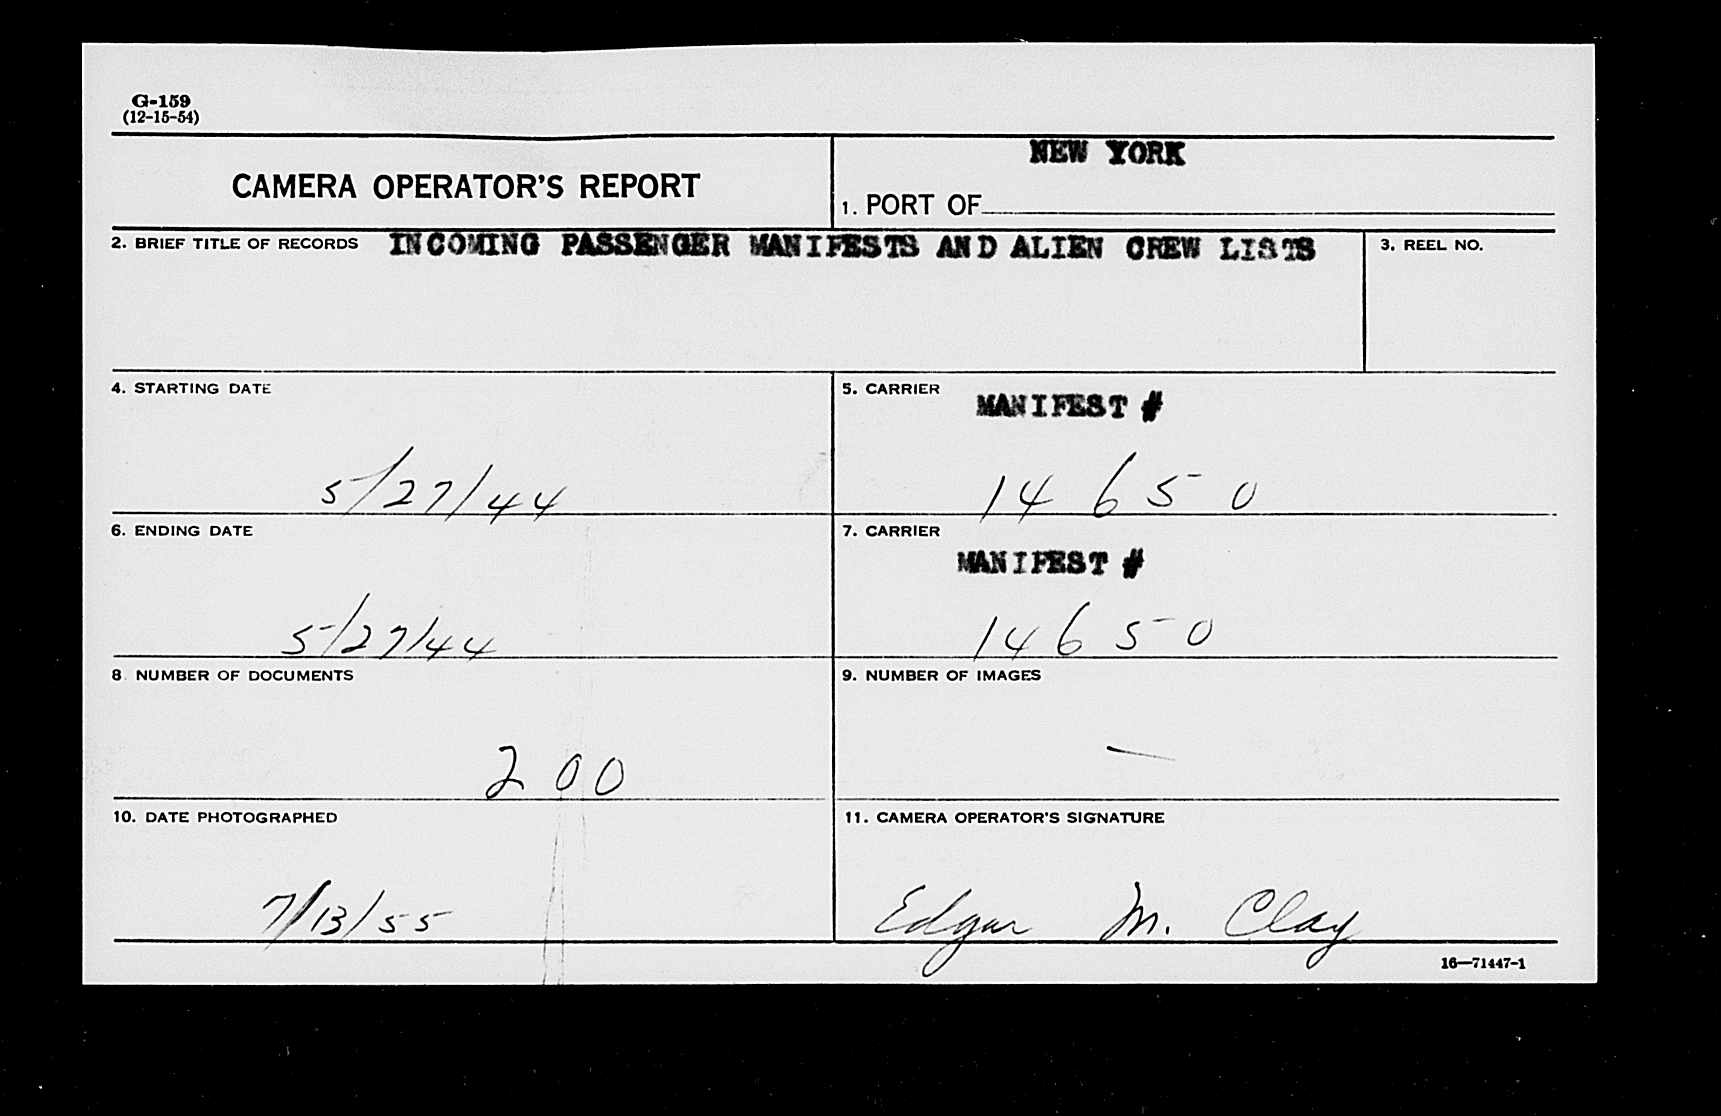 G-159
(12-15-54)
CAMERA OPERATOR'S REPORT
NEW YORK
1. PORT OF
2. BRIEF TITLE OF RECORDS INCOMING PASSENGER MANIFESTS AND ALIEN CREW LISTS
3. REEL NO.
4. STARTING DATE
5/27/44
5. CARRIER MANIFEST #
14650
6. ENDING DATE
5/27/44
7. CARRIER
MANIFEST #
14650
8 NUMBER OF DOCUMENTS
200
9. NUMBER OF IMAGES
—
10. DATE PHOTOGRAPHED
7/13/55
11. CAMERA OPERATOR'S SIGNATURE
Edgar M. Clay
16—71447-1